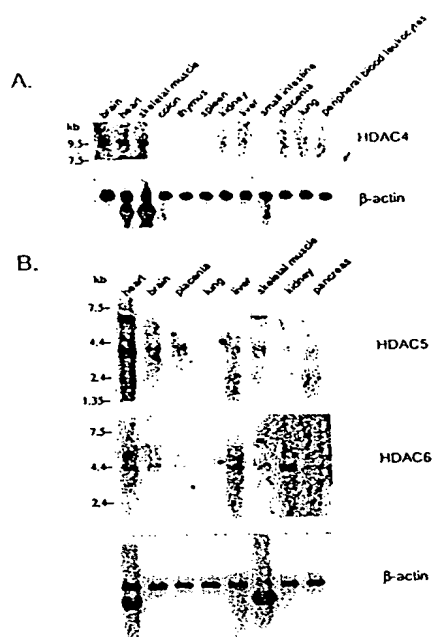 A.
brain heart skeletal muscle colon thymus spleen kidney liver small intestine placenta lung peripheral blood leukocytes
kb
9.5-
7.5-
HDAC4
β-actin
B.
heart brain placenta lung liver skeletal muscle kidney pancreas
kb
7.5-
4.4-
2.4-
1.35-
HDAC5
7.5-
4.4-
2.4-
HDAC6
β-actin